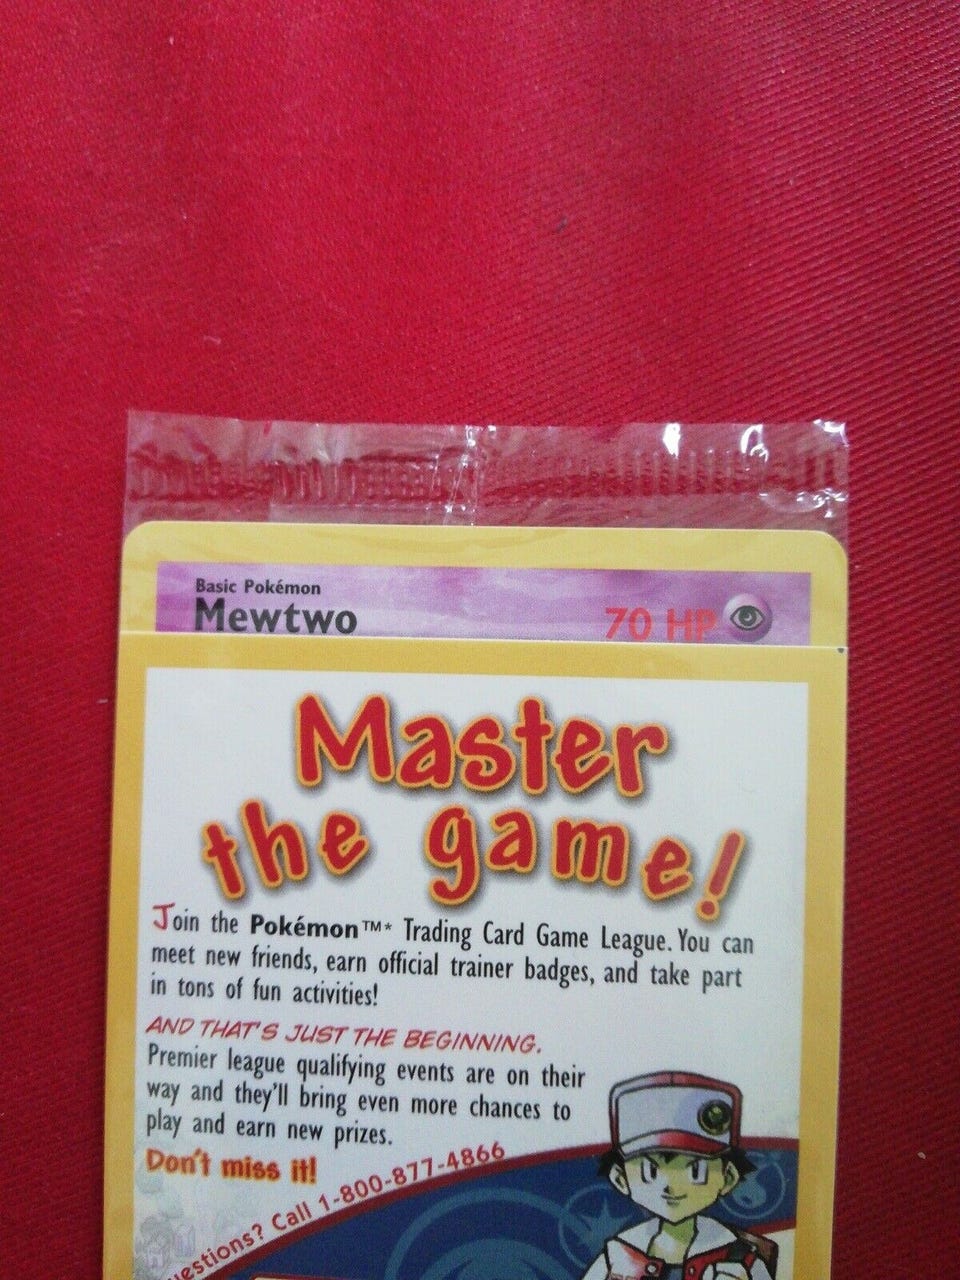 Basic Pokémon
Mewtwo 70 HP
Master
the game!
Join the Pokémon™* Trading Card Game League. You can
meet new friends, earn official trainer badges, and take part
in tons of fun activities!
AND THAT'S JUST THE BEGINNING.
Premier league qualifying events are on their
way and they'll bring even more chances to
play and earn new prizes.
Don't miss it!
uestions? Call 1-800-877-4866